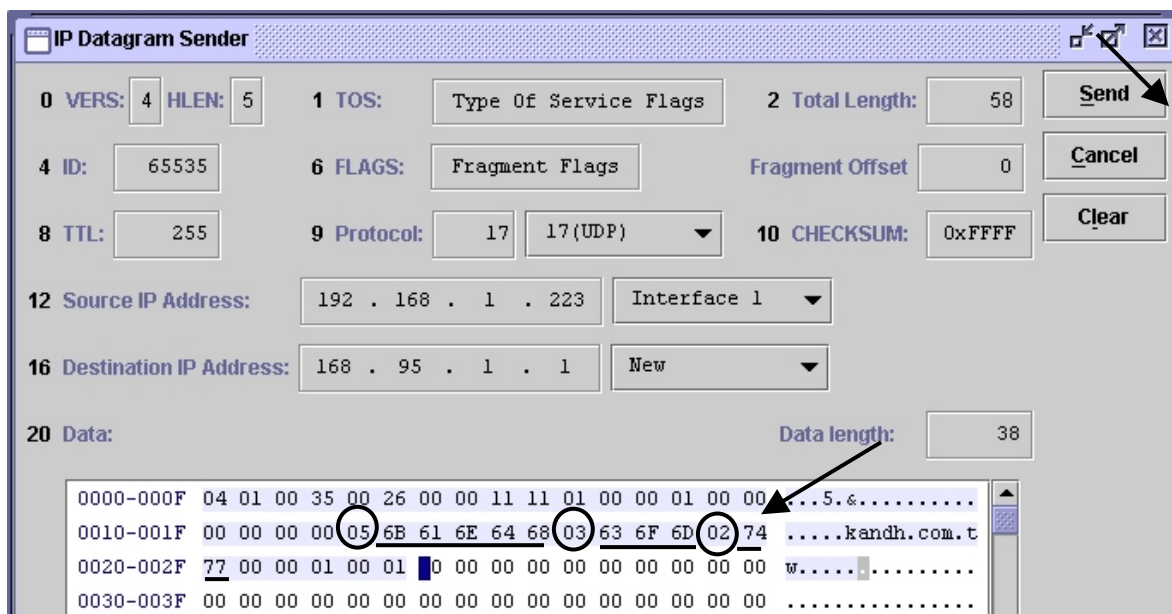 IP Datagram Sender
0 VERS: 4 HLEN: 5 1 TOS: Type Of Service Flags 2 Total Length: 58 Send
4 ID: 65535 6 FLAGS: Fragment Flags Fragment Offset 0 Cancel
8 TTL: 255 9 Protocol: 17 17(UDP) 10 CHECKSUM: 0xFFFF Clear
12 Source IP Address: 192 . 168 . 1 . 223 Interface 1
16 Destination IP Address: 168 . 95 . 1 . 1 New
20 Data: Data length: 38
0000-000F 04 01 00 35 00 26 00 00 11 11 01 00 00 01 00 00 ...5.&..........
0010-001F 00 00 00 00 05 6B 61 6E 64 68 03 63 6F 6D 02 74 .....kandh.com.t
0020-002F 77 00 00 01 00 01 0 00 00 00 00 00 00 00 00 00 w...............
0030-003F 00 00 00 00 00 00 00 00 00 00 00 00 00 00 00 00 ................